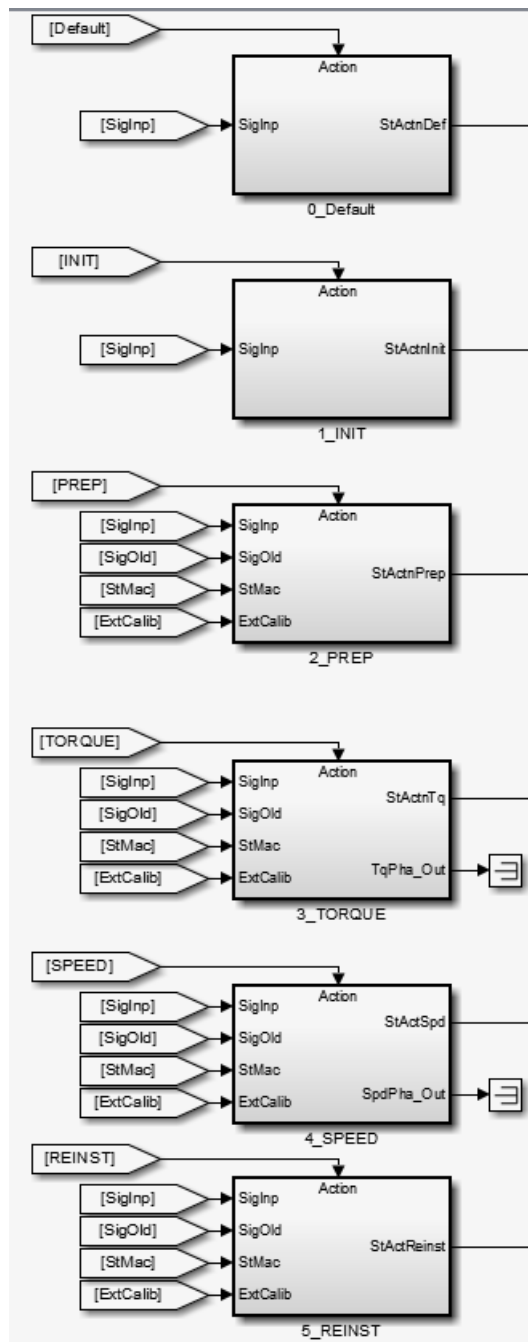 [Default]
Action
[SigInp] SigInp StActnDef
0_Default
[INIT]
Action
[SigInp] SigInp StActnInit
1_INIT
[PREP]
Action
[SigInp] SigInp
[SigOld] SigOld
StActnPrep
[StMac] StMac
[ExtCalib] ExtCalib
2_PREP
[TORQUE]
Action
[SigInp] SigInp
StActnTq
[SigOld] SigOld
[StMac] StMac
TqPha_Out
[ExtCalib] ExtCalib
3_TORQUE
[SPEED]
Action
[SigInp] SigInp
StActSpd
[SigOld] SigOld
[StMac] StMac
SpdPha_Out
[ExtCalib] ExtCalib
4_SPEED
[REINST]
Action
[SigInp] SigInp
[SigOld] SigOld
StActReinst
[StMac] StMac
[ExtCalib] ExtCalib
5_REINST